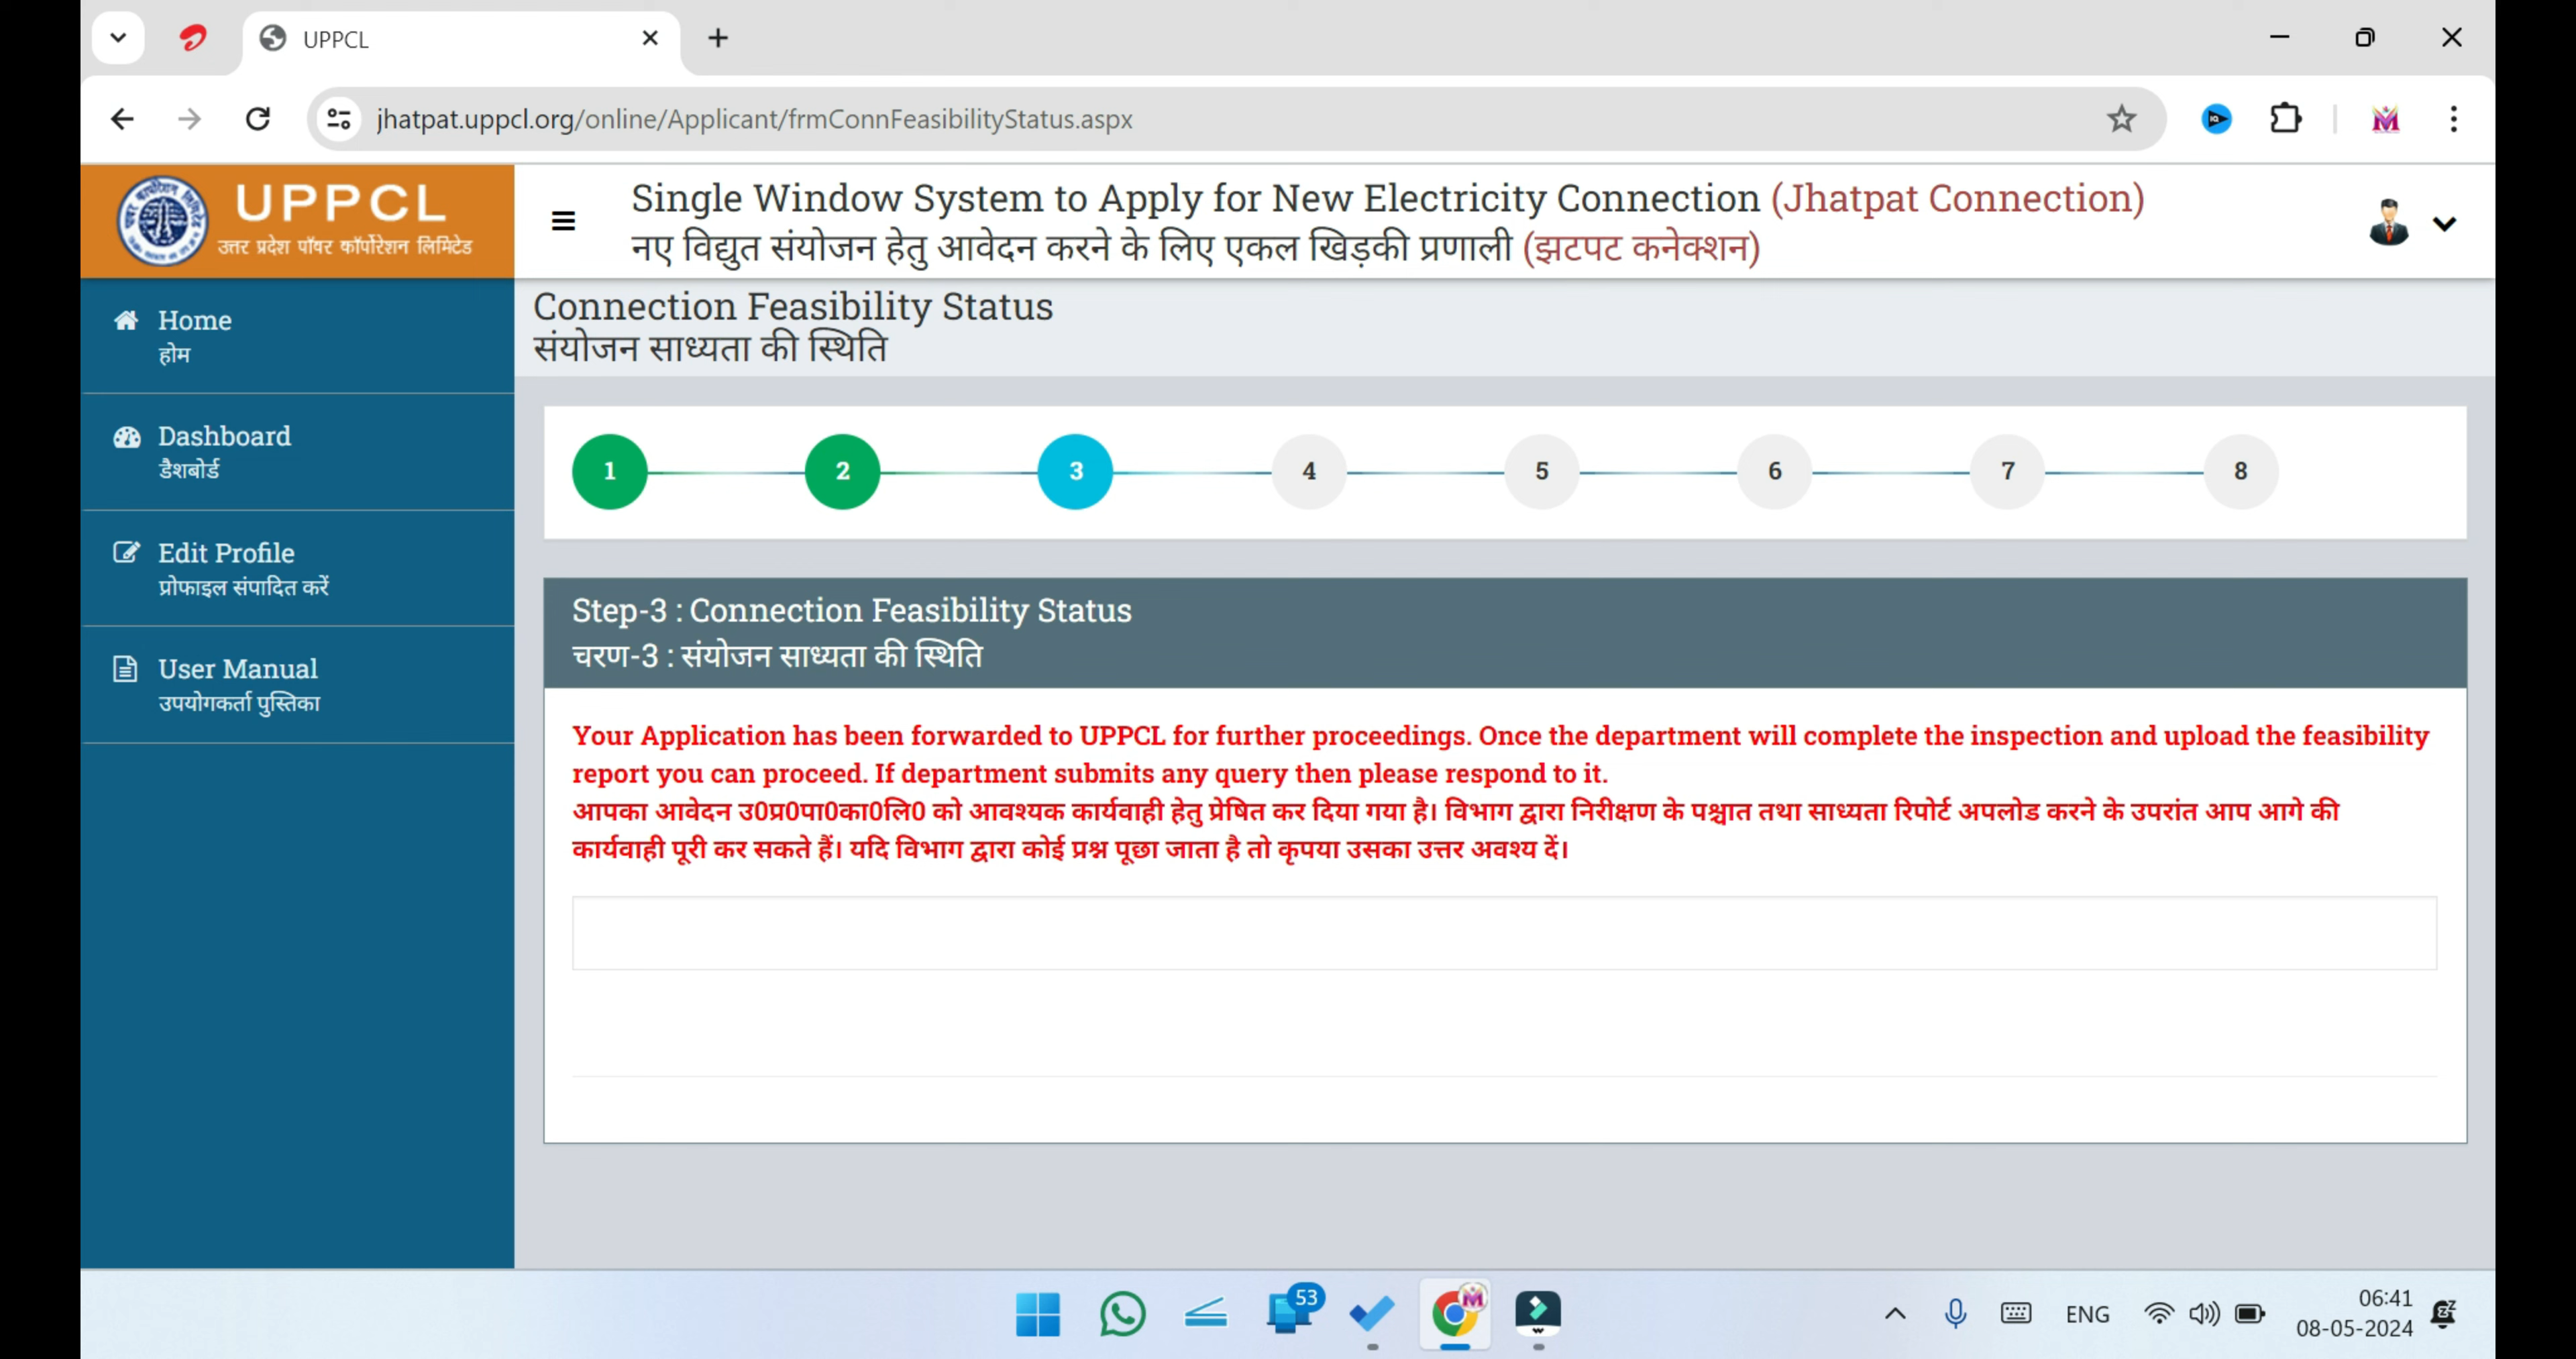 UPPCL
jhatpat.uppcl.org/online/Applicant/frmConnFeasibilityStatus.aspx
UPPCL
उत्तर प्रदेश पॉवर कॉर्पोरेशन लिमिटेड
Single Window System to Apply for New Electricity Connection (Jhatpat Connection)
नए विद्युत संयोजन हेतु आवेदन करने के लिए एकल खिड़की प्रणाली (झटपट कनेक्शन)
Home
होम
Dashboard
डैशबोर्ड
Edit Profile
प्रोफाइल संपादित करें
User Manual
उपयोगकर्ता पुस्तिका
Connection Feasibility Status
संयोजन साध्यता की स्थिति
1 2 3 4 5 6 7 8
Step-3 : Connection Feasibility Status
चरण-3 : संयोजन साध्यता की स्थिति
Your Application has been forwarded to UPPCL for further proceedings. Once the department will complete the inspection and upload the feasibility
report you can proceed. If department submits any query then please respond to it.
आपका आवेदन उ0प्र0पा0का0लि0 को आवश्यक कार्यवाही हेतु प्रेषित कर दिया गया है। विभाग द्वारा निरीक्षण के पश्चात तथा साध्यता रिपोर्ट अपलोड करने के उपरांत आप आगे की
कार्यवाही पूरी कर सकते हैं। यदि विभाग द्वारा कोई प्रश्न पूछा जाता है तो कृपया उसका उत्तर अवश्य दें।
53
ENG
06:41
08-05-2024